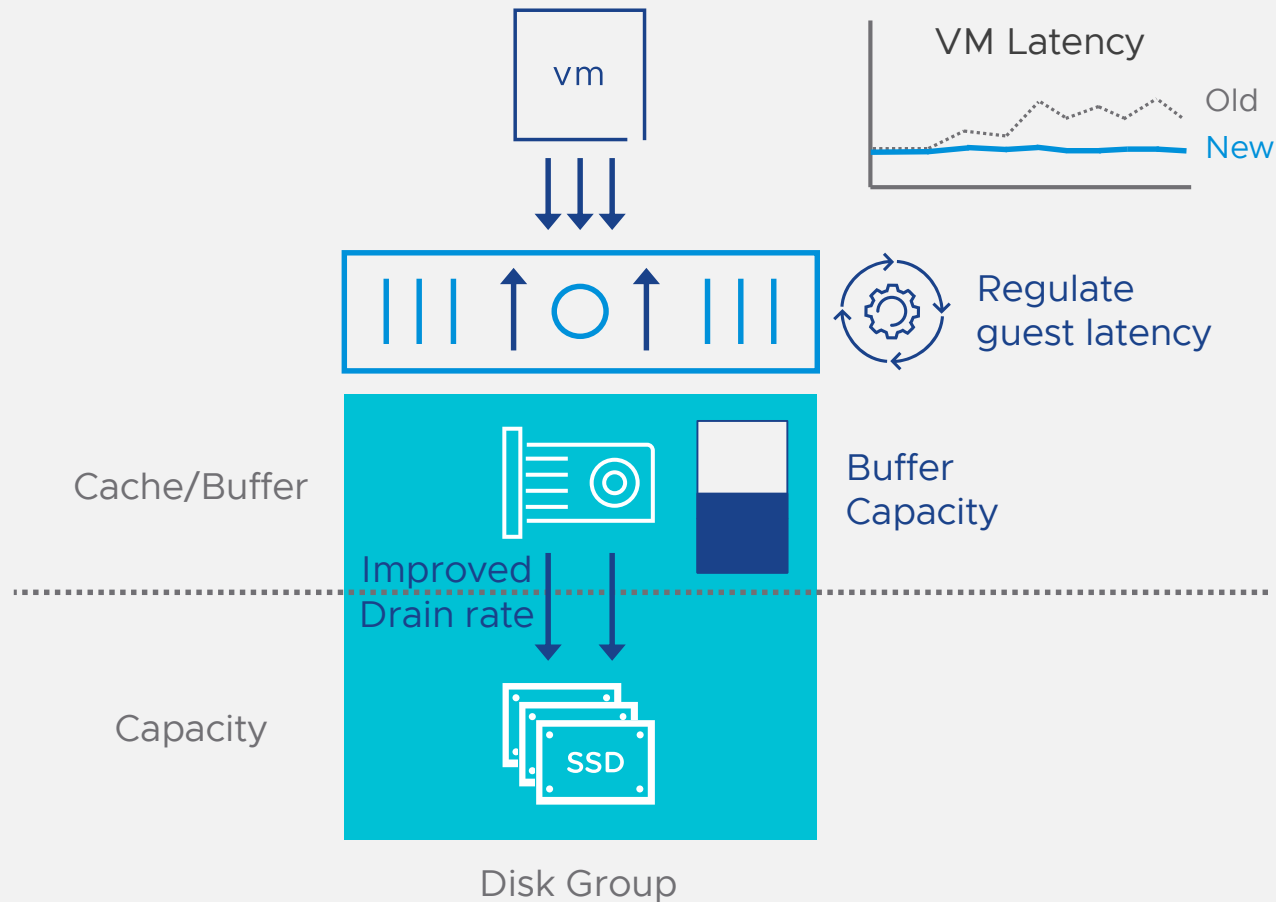 vm
VM Latency
Old
New
Regulate
guest latency
Cache/Buffer
Buffer
Capacity
Improved
Drain rate
Capacity
SSD
Disk Group